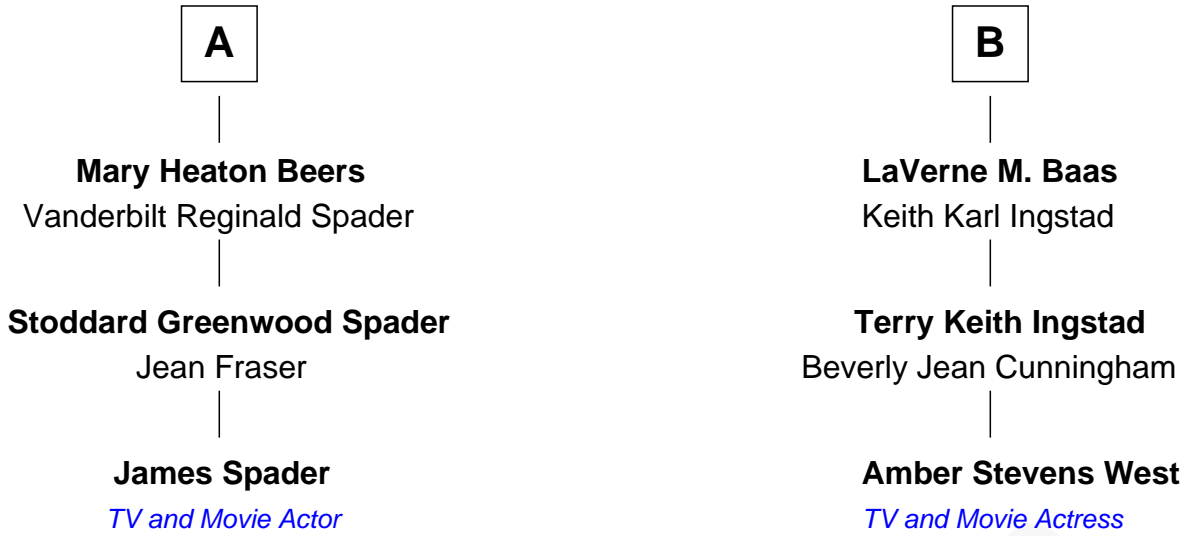 A
Mary Heaton Beers
Vanderbilt Reginald Spader
Stoddard Greenwood Spader
Jean Fraser
James Spader
TV and Movie Actor
B
LaVerne M. Baas
Keith Karl Ingstad
Terry Keith Ingstad
Beverly Jean Cunningham
Amber Stevens West
TV and Movie Actress